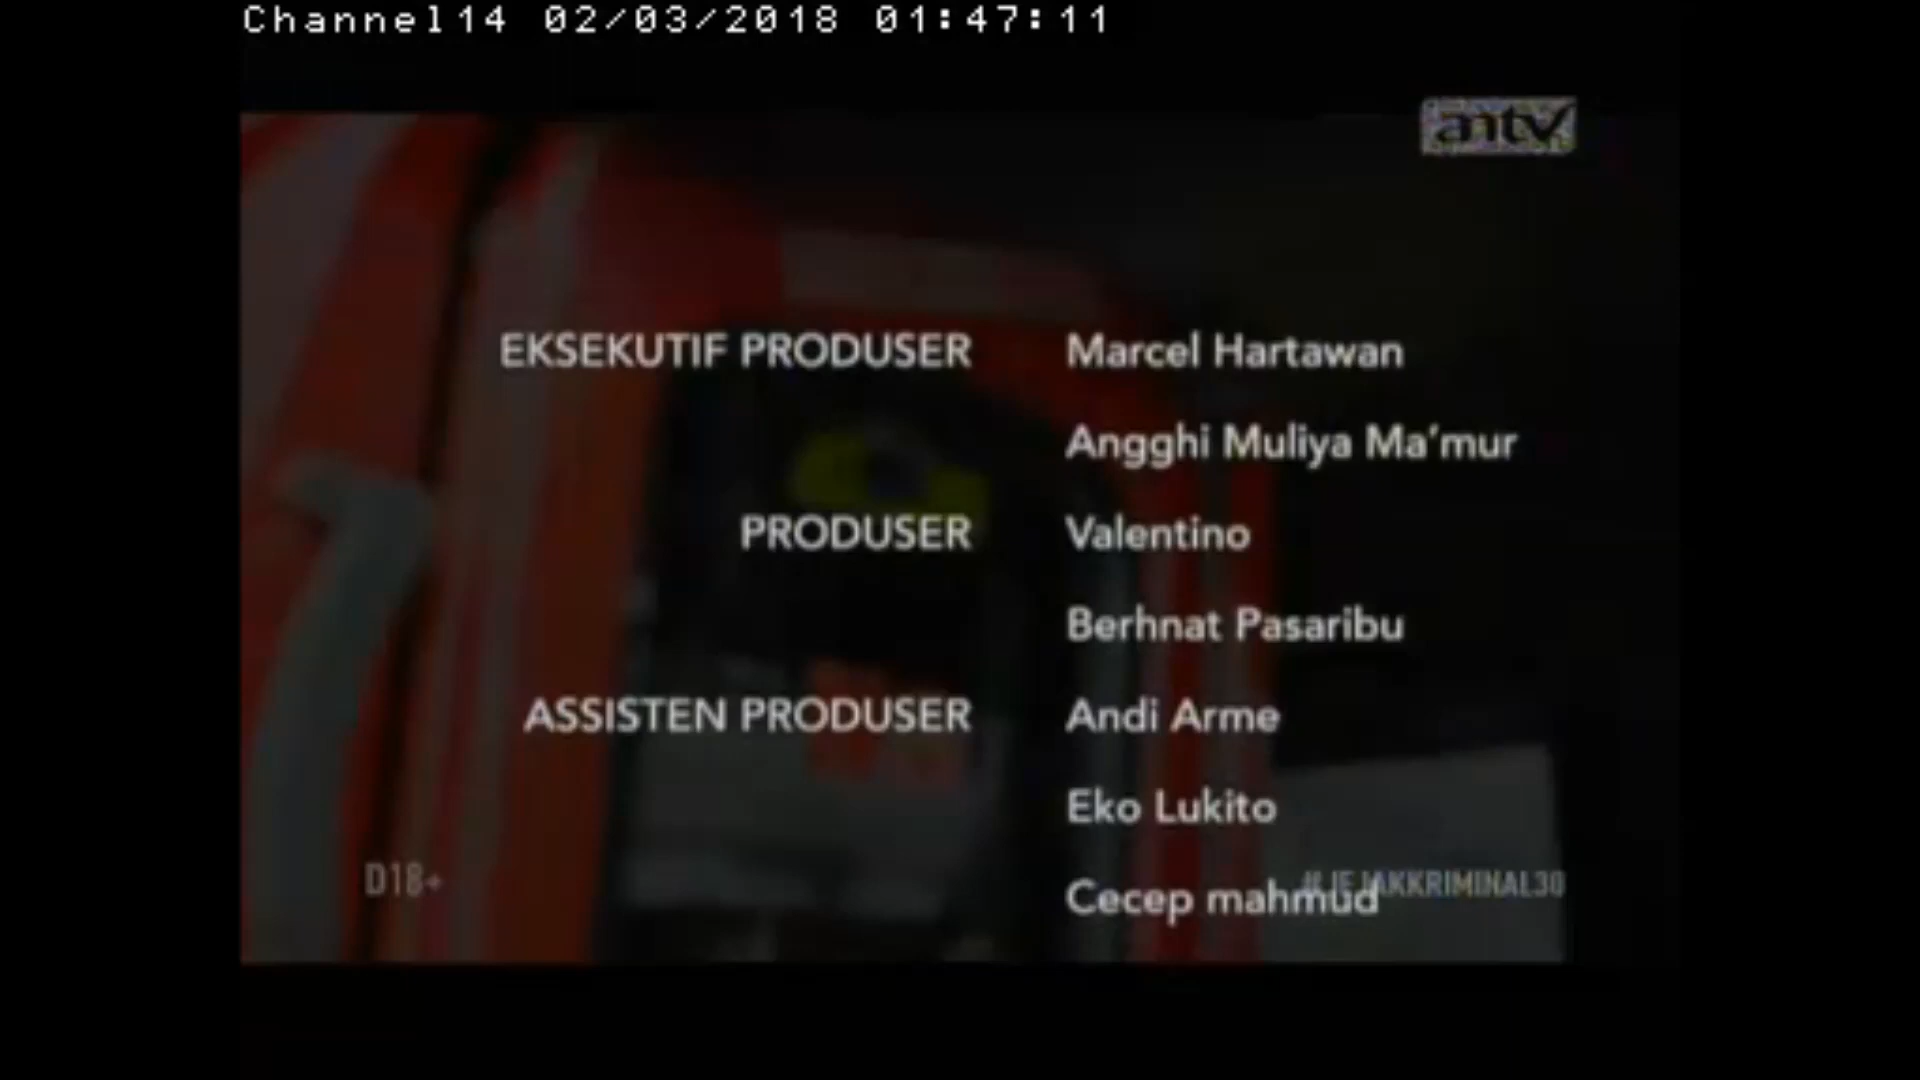 Channel14 02/03/2018 01:47:11
antv
EKSEKUTIF PRODUSER Marcel Hartawan
Angghi Muliya Ma’mur
PRODUSER Valentino
Berhnat Pasaribu
ASSISTEN PRODUSER Andi Arme
Eko Lukito
D18+
#JEJAKKRIMINAL30
Cecep mahmud